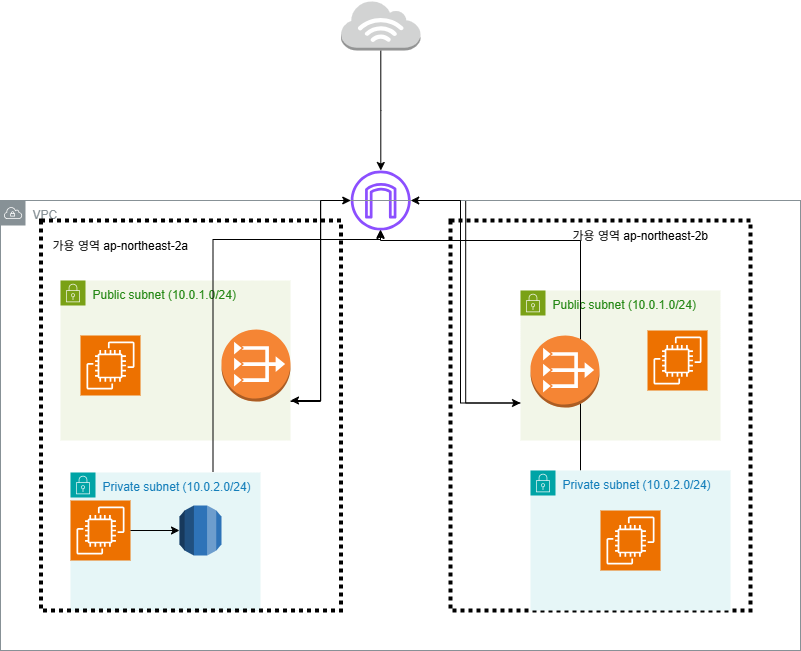 VPC
가용 영역 ap-northeast-2a
가용 영역 ap-northeast-2b
Public subnet (10.0.1.0/24)
Public subnet (10.0.1.0/24)
Private subnet (10.0.2.0/24)
Private subnet (10.0.2.0/24)